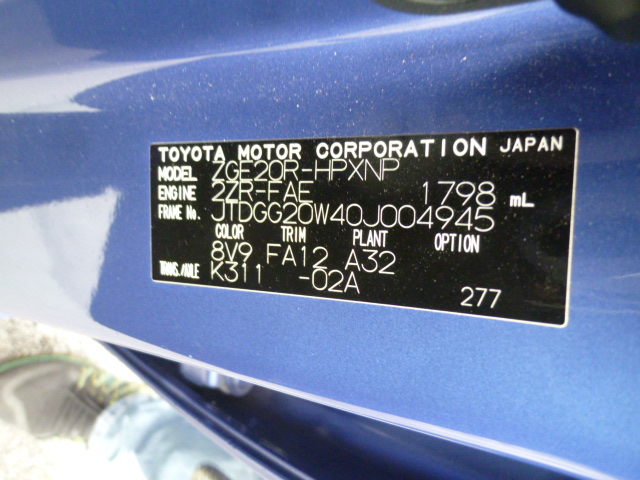 TOYOTA MOTOR CORPORATION JAPAN
MODEL ZGE20R-HPXNP
ENGINE 2ZR-FAE 1798 mL
FRAME No. JTDGG20W40J004945
COLOR TRIM PLANT OPTION
8V9 FA12 A32
TRANS./AXLE K311 -02A
277